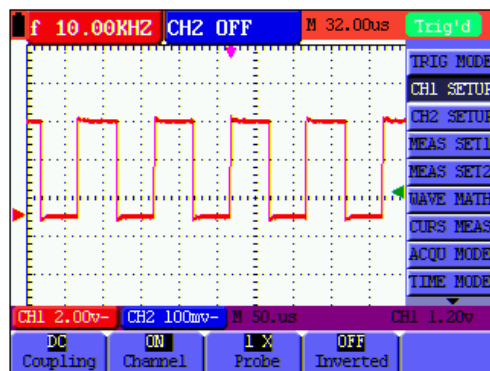 f 10.00KHZ CH2 OFF M 32.00us Trig'd
TRIG MODE
CH1 SETUP
CH2 SETUP
MEAS SET1
MEAS SET2
WAVE MATH
CURS MEAS
ACQU MODE
TIME MODE
CH1 2.00v- CH2 100mv- M 50.us CH1 1.20v
DC ON 1 X OFF
Coupling Channel Probe Inverted